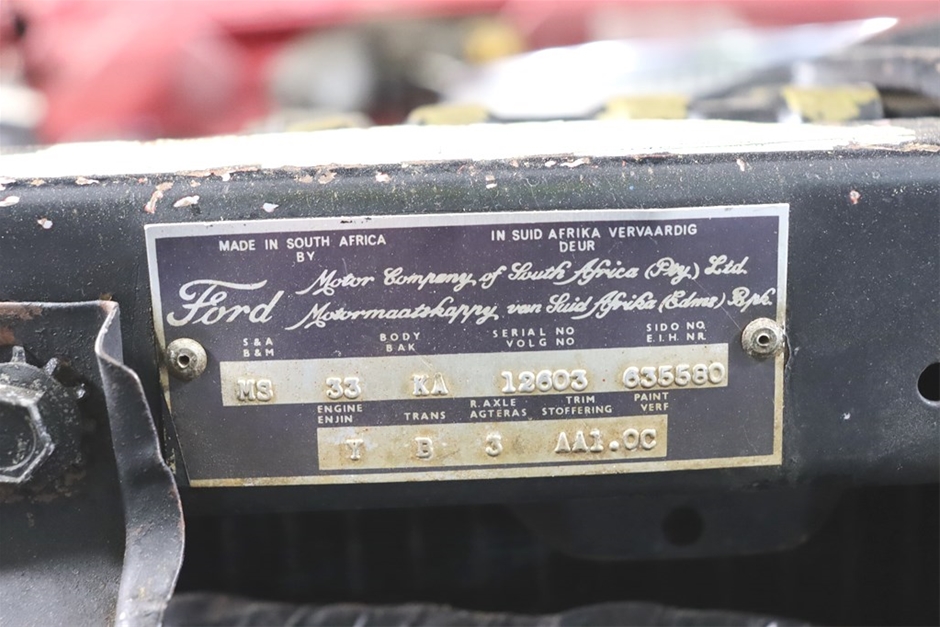 MADE IN SOUTH AFRICA BY
IN SUID AFRIKA VERVAARDIG DEUR
Ford
Motor Company of South Africa (Pty) Ltd.
Motormaatskappy van Suid Afrika (Edms) Bpk.
S & A B & M
BODY BAK
SERIAL NO VOLG NO
SIDO NO E.I.H. NR.
MS 33 KA 12603 635580
ENGINE ENJIN
TRANS
R. AXLE AGTERAS
TRIM STOFFERING
PAINT VERF
Y B 3 AA1.0C